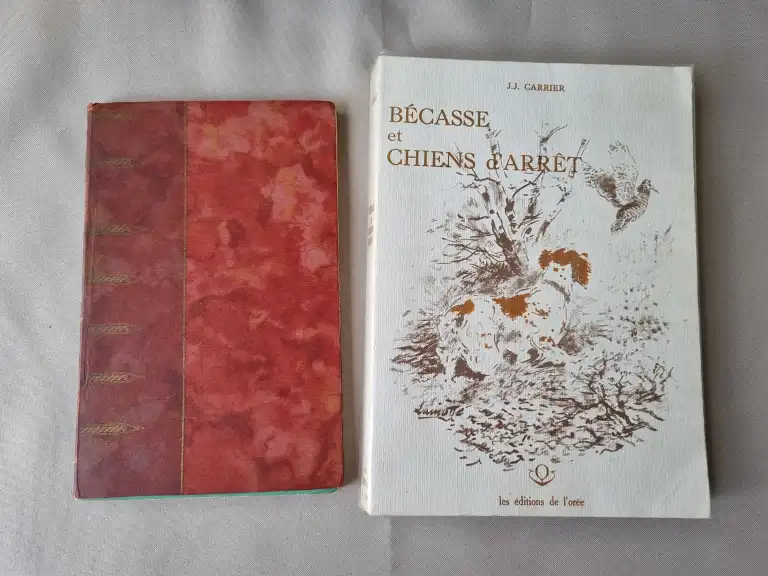 J.J. CARRIER
BÉCASSE
et
CHIENS d'ARRÊT
les éditions de l'orée